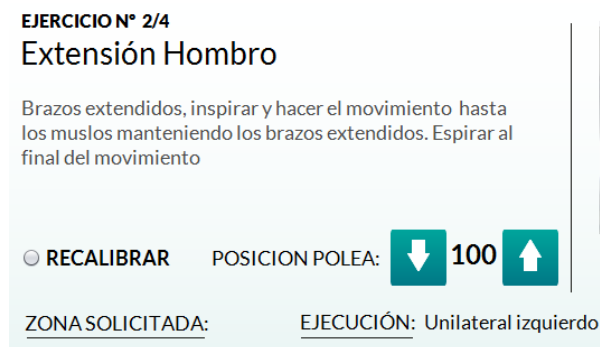 EJERCICIO Nº 2/4
Extensión Hombro
Brazos extendidos, inspirar y hacer el movimiento hasta
los muslos manteniendo los brazos extendidos. Espirar al
final del movimiento
RECALIBRAR POSICION POLEA: 100
ZONA SOLICITADA: EJECUCIÓN: Unilateral izquierdo